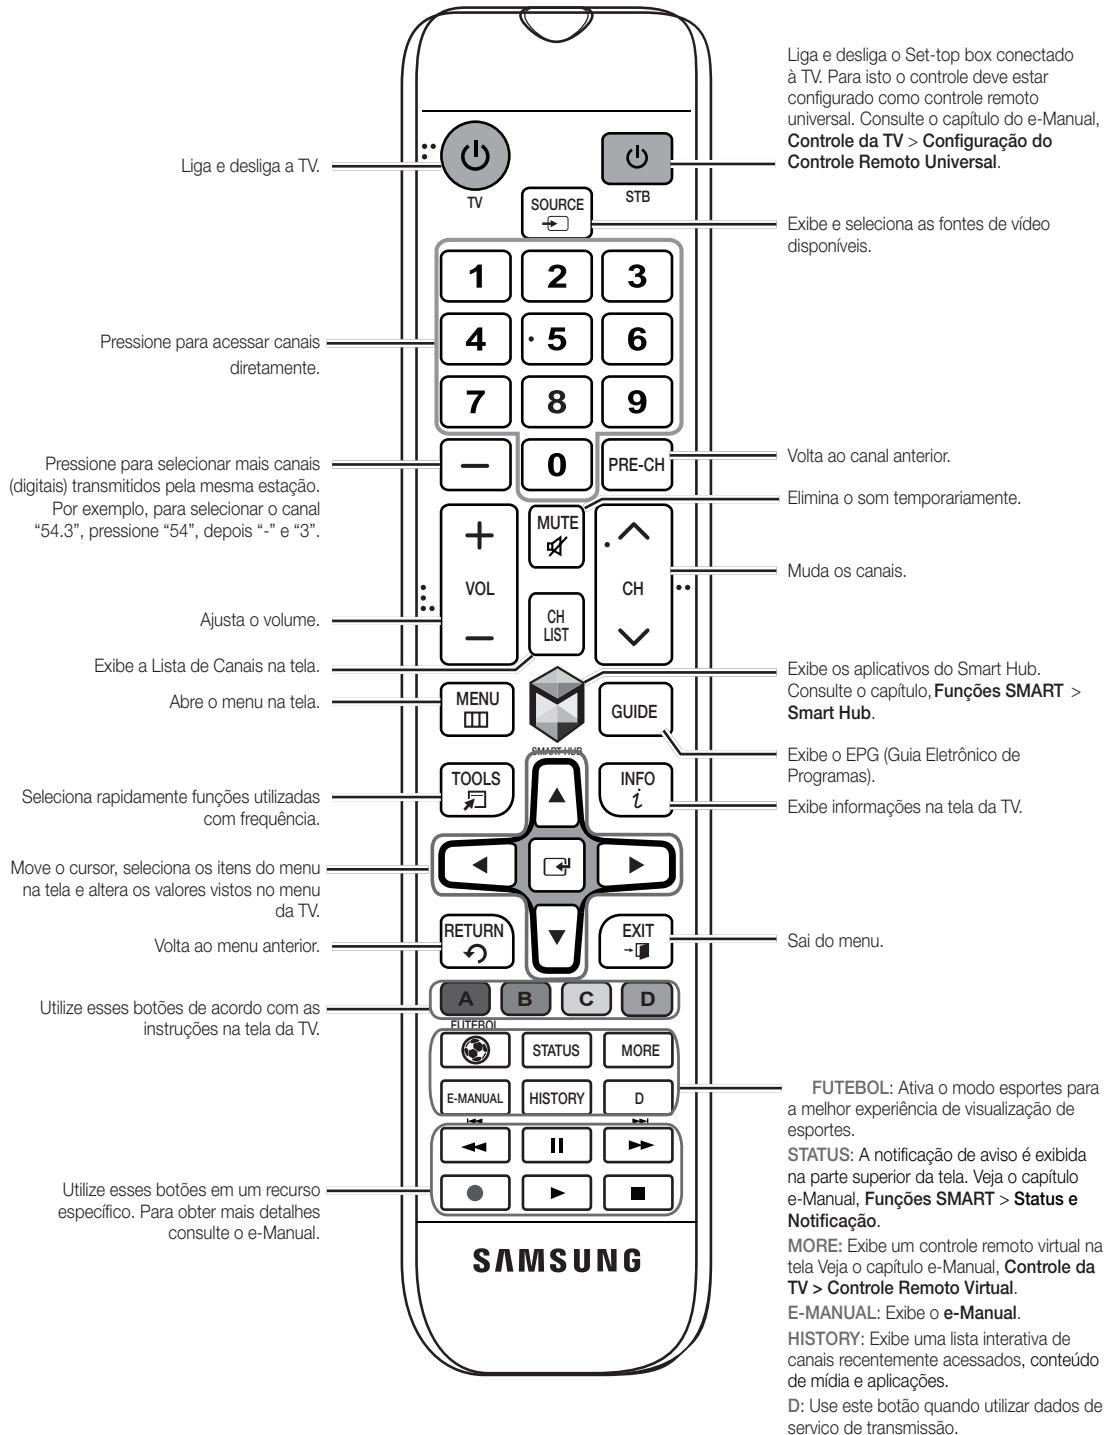 Liga e desliga o Set-top box conectado
à TV. Para isto o controle deve estar
configurado como controle remoto
universal. Consulte o capítulo do e-Manual,
Controle da TV > Configuração do
Controle Remoto Universal.
Liga e desliga a TV.
TV
STB
SOURCE
Exibe e seleciona as fontes de vídeo
disponíveis.
1 2 3
4 5 6
7 8 9
0 PRE-CH
Pressione para acessar canais
diretamente.
Pressione para selecionar mais canais
(digitais) transmitidos pela mesma estação.
Por exemplo, para selecionar o canal
“54.3”, pressione “54”, depois “-” e “3”.
Volta ao canal anterior.
Elimina o som temporariamente.
MUTE
+
VOL
—
CH
CH
LIST
Muda os canais.
Ajusta o volume.
Exibe a Lista de Canais na tela.
Abre o menu na tela.
MENU
SMART HUB
GUIDE
Exibe os aplicativos do Smart Hub.
Consulte o capítulo, Funções SMART >
Smart Hub.
Exibe o EPG (Guia Eletrônico de
Programas).
TOOLS
INFO
i
Seleciona rapidamente funções utilizadas
com frequência.
Exibe informações na tela da TV.
Move o cursor, seleciona os itens do menu
na tela e altera os valores vistos no menu
da TV.
RETURN
EXIT
Volta ao menu anterior.
Sai do menu.
A B C D
Utilize esses botões de acordo com as
instruções na tela da TV.
FUTEBOL
STATUS MORE
E-MANUAL HISTORY D
Utilize esses botões em um recurso
específico. Para obter mais detalhes
consulte o e-Manual.
SAMSUNG
FUTEBOL: Ativa o modo esportes para
a melhor experiência de visualização de
esportes.
STATUS: A notificação de aviso é exibida
na parte superior da tela. Veja o capítulo
e-Manual, Funções SMART > Status e
Notificação.
MORE: Exibe um controle remoto virtual na
tela Veja o capítulo e-Manual, Controle da
TV > Controle Remoto Virtual.
E-MANUAL: Exibe o e-Manual.
HISTORY: Exibe uma lista interativa de
canais recentemente acessados, conteúdo
de mídia e aplicações.
D: Use este botão quando utilizar dados de
servico de transmissão.